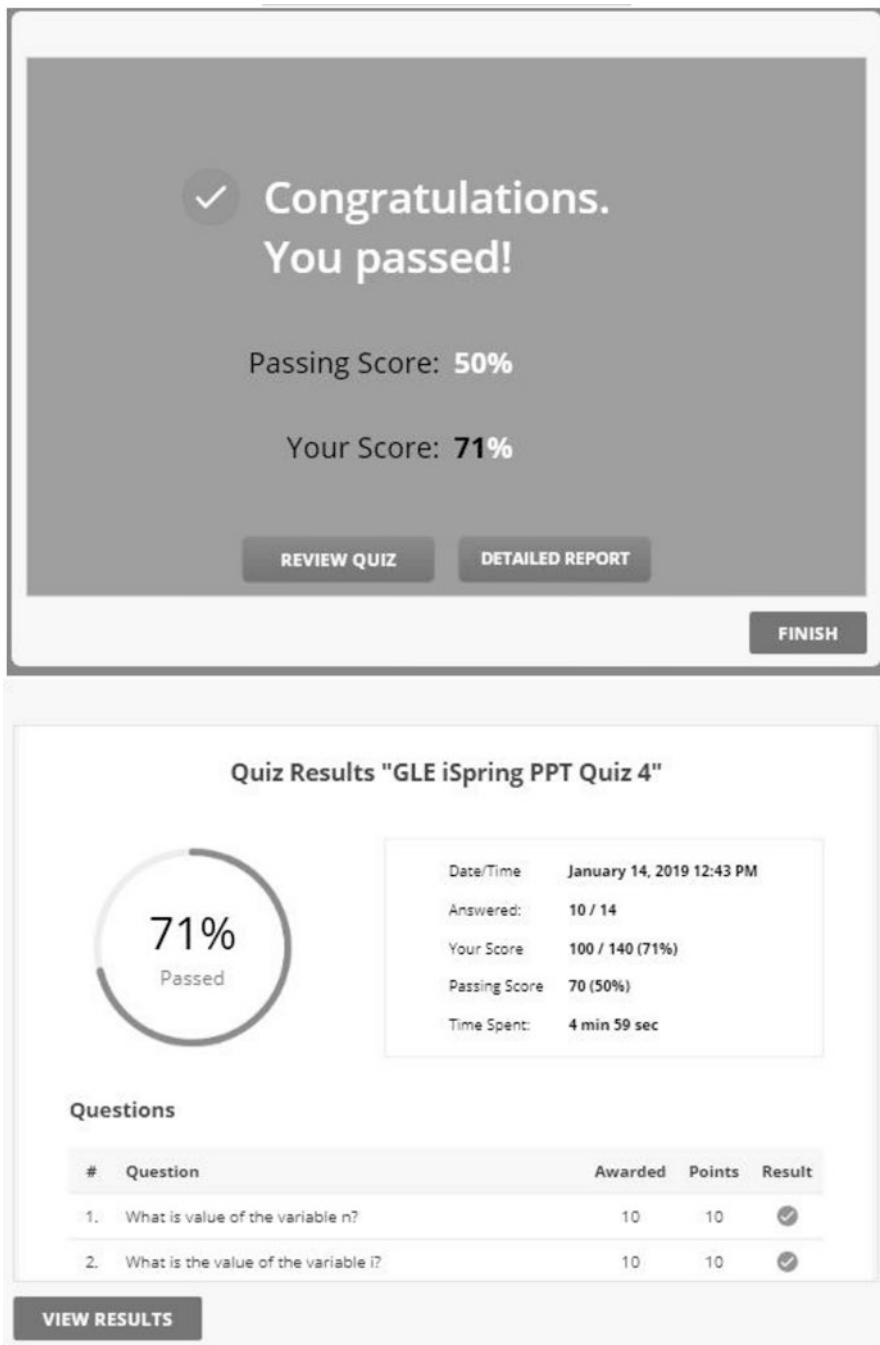 Congratulations.
You passed!
Passing Score: 50%
Your Score: 71%
REVIEW QUIZ DETAILED REPORT
FINISH
Quiz Results "GLE iSpring PPT Quiz 4"
71%
Passed
Date/Time January 14, 2019 12:43 PM
Answered: 10 / 14
Your Score 100 / 140 (71%)
Passing Score 70 (50%)
Time Spent: 4 min 59 sec
Questions
# Question Awarded Points Result
1. What is value of the variable n? 10 10
2. What is the value of the variable i? 10 10
VIEW RESULTS